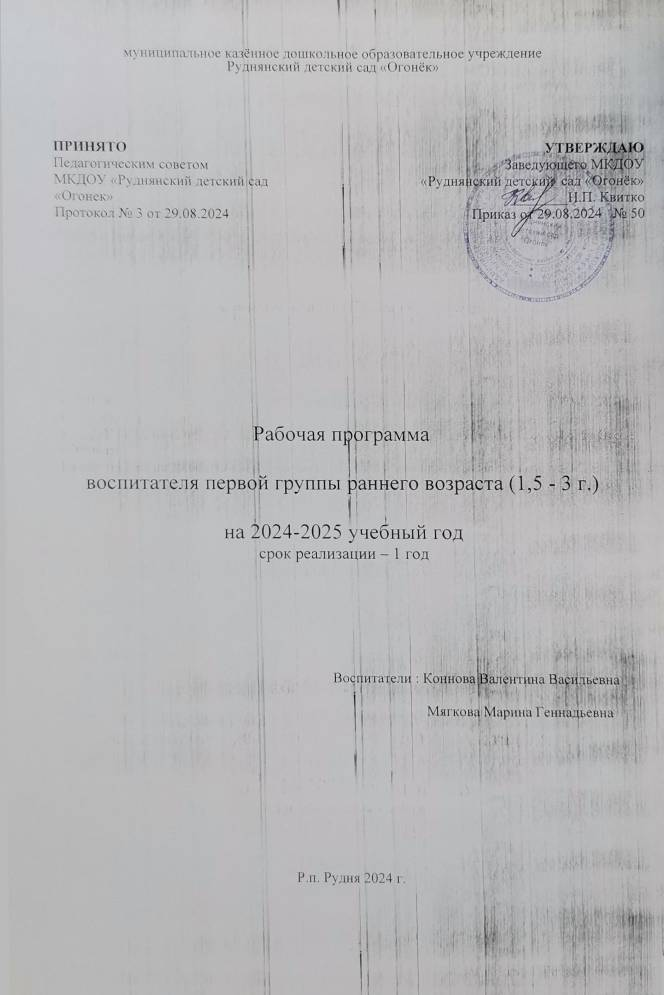 муниципальное казённое дошкольное образовательное учреждение
Руднянский детский сад «Огонёк»
ПРИНЯТО
Педагогическим советом
МКДОУ «Руднянский детский сад
«Огонек»
Протокол № 3 от 29.08.2024
УТВЕРЖДАЮ
Заведующего МКДОУ
«Руднянский детский сад «Огонёк»
Н.П. Квитко
Приказ от 29.08.2024 № 50
Рабочая программа
воспитателя первой группы раннего возраста (1,5 - 3 г.)
на 2024-2025 учебный год
срок реализации – 1 год
Воспитатели : Коннова Валентина Васильевна
Мягкова Марина Геннадьевна
Р.п. Рудня 2024 г.